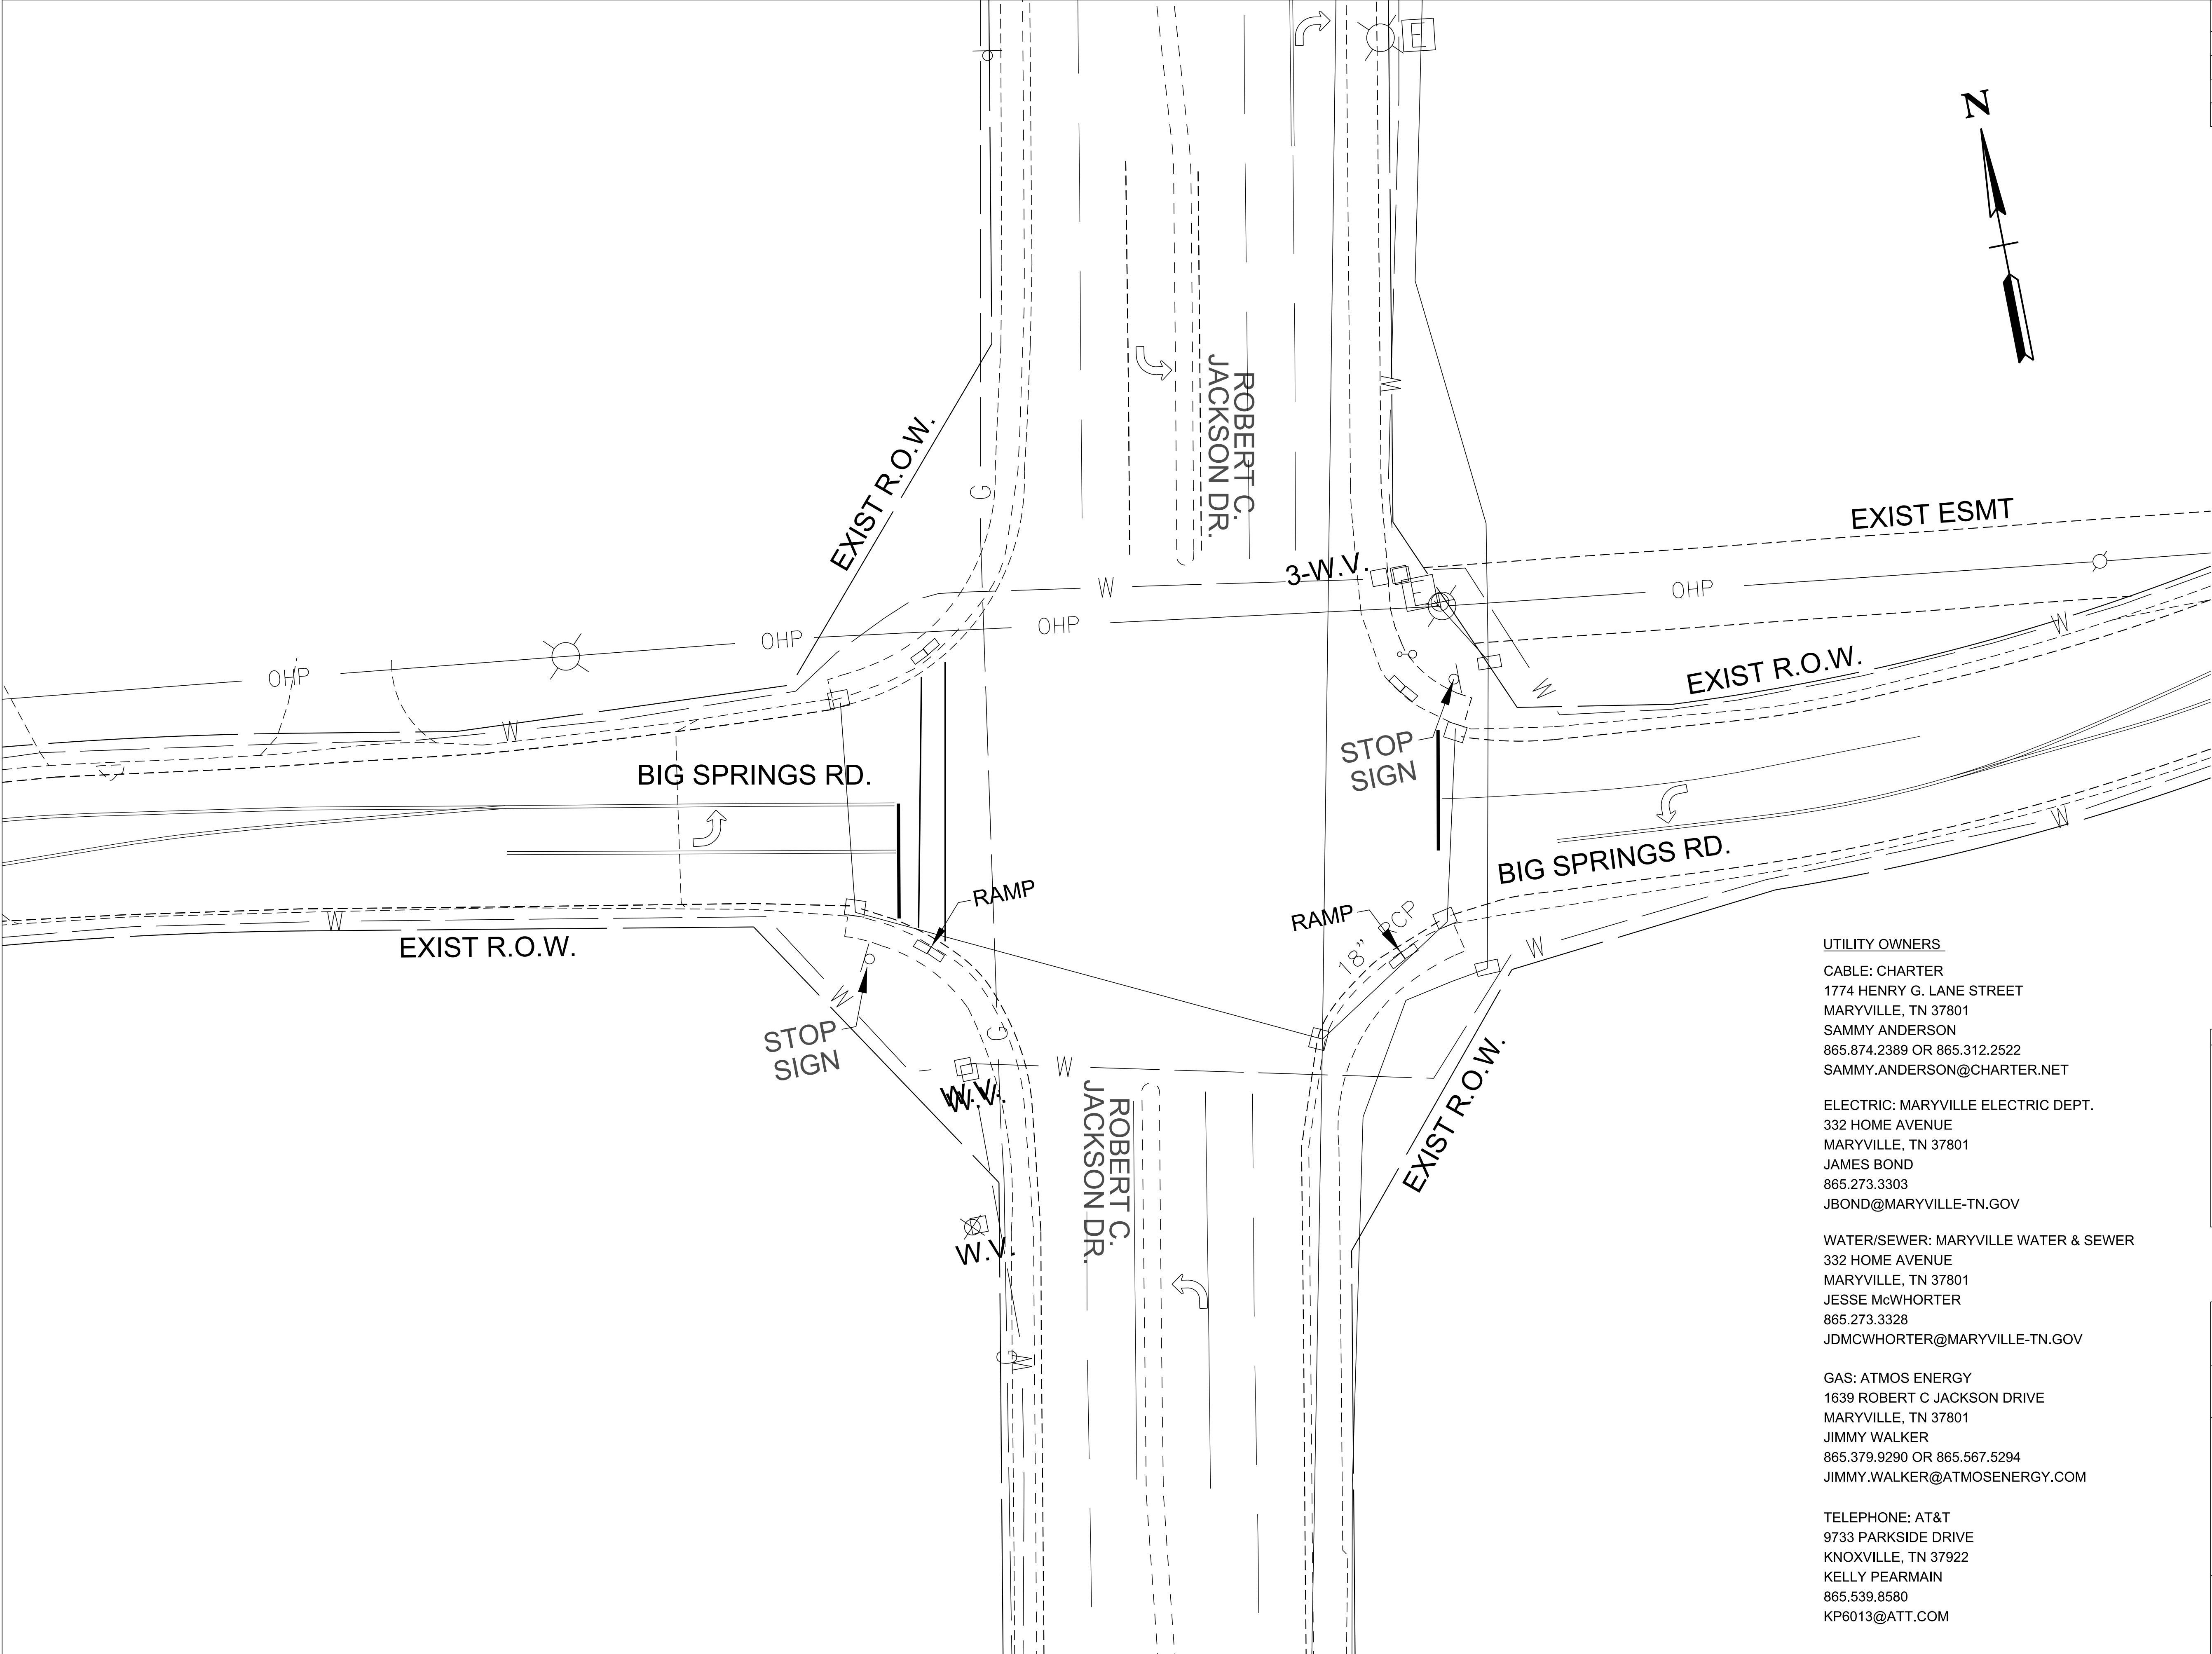 E
N
ROBERT C.
JACKSON DR.
EXIST R.O.W.
G
W
EXIST ESMT
3-W.V.
W
OHP
E
OHP
OHP
OHP
W
W
EXIST R.O.W.
W
STOP
SIGN
BIG SPRINGS RD.
W
BIG SPRINGS RD.
RAMP
RAMP
18" RCP
W
EXIST R.O.W.
W
W
STOP
SIGN
G
W
W.V.
W.V.
EXIST R.O.W.
ROBERT C.
JACKSON DR.
W.V.
G
W
UTILITY OWNERS
CABLE: CHARTER
1774 HENRY G. LANE STREET
MARYVILLE, TN 37801
SAMMY ANDERSON
865.874.2389 OR 865.312.2522
SAMMY.ANDERSON@CHARTER.NET
ELECTRIC: MARYVILLE ELECTRIC DEPT.
332 HOME AVENUE
MARYVILLE, TN 37801
JAMES BOND
865.273.3303
JBOND@MARYVILLE-TN.GOV
WATER/SEWER: MARYVILLE WATER & SEWER
332 HOME AVENUE
MARYVILLE, TN 37801
JESSE McWHORTER
865.273.3328
JDMCWHORTER@MARYVILLE-TN.GOV
GAS: ATMOS ENERGY
1639 ROBERT C JACKSON DRIVE
MARYVILLE, TN 37801
JIMMY WALKER
865.379.9290 OR 865.567.5294
JIMMY.WALKER@ATMOSENERGY.COM
TELEPHONE: AT&T
9733 PARKSIDE DRIVE
KNOXVILLE, TN 37922
KELLY PEARMAIN
865.539.8580
KP6013@ATT.COM